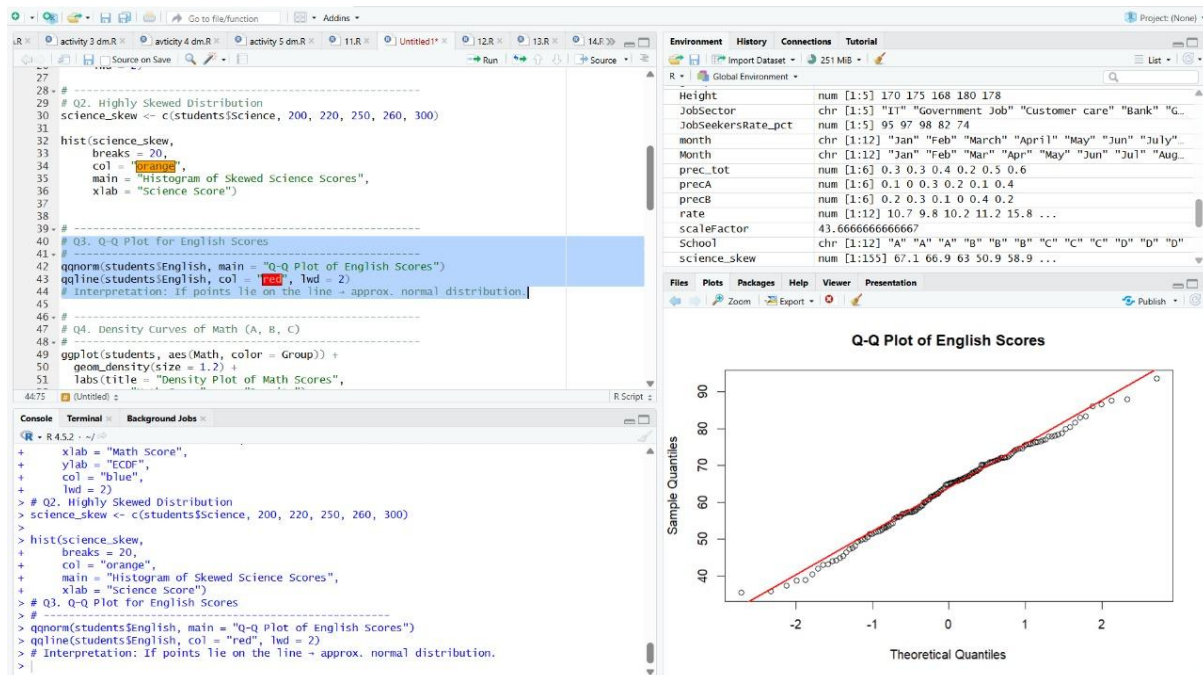 Go to file/function
Addins
Project: (None)
.R
activity 3 dm.R
avticity 4 dm.R
activity 5 dm.R
11.R
Untitled1*
12.R
13.R
14.F
Source on Save
Run
Source
27
28 # -----------------------------------------------------
29 # Q2. Highly Skewed Distribution
30 science_skew <- c(students$Science, 200, 220, 250, 260, 300)
31
32 hist(science_skew,
33 breaks = 20,
34 col = "orange",
35 main = "Histogram of Skewed Science Scores",
36 xlab = "Science Score")
37
38
39 # -----------------------------------------------------
40 # Q3. Q-Q Plot for English Scores
41 # -----------------------------------------------------
42 qqnorm(students$English, main = "Q-Q Plot of English Scores")
43 qqline(students$English, col = "red", lwd = 2)
44 # Interpretation: If points lie on the line → approx. normal distribution.
45
46 # -----------------------------------------------------
47 # Q4. Density Curves of Math (A, B, C)
48 # -----------------------------------------------------
49 ggplot(students, aes(Math, color = Group)) +
50 geom_density(size = 1.2) +
51 labs(title = "Density Plot of Math Scores",
44:75 (Untitled) R Script
Console Terminal Background Jobs
R 4.5.2 · ~/
+ xlab = "Math Score",
+ ylab = "ECDF",
+ col = "blue",
+ lwd = 2)
> # Q2. Highly Skewed Distribution
> science_skew <- c(students$Science, 200, 220, 250, 260, 300)
>
> hist(science_skew,
+ breaks = 20,
+ col = "orange",
+ main = "Histogram of Skewed Science Scores",
+ xlab = "Science Score")
> # Q3. Q-Q Plot for English Scores
> # -----------------------------------------------------
> qqnorm(students$English, main = "Q-Q Plot of English Scores")
> qqline(students$English, col = "red", lwd = 2)
> # Interpretation: If points lie on the line → approx. normal distribution.
>
Environment History Connections Tutorial
Import Dataset 251 MiB List
R Global Environment
Height num [1:5] 170 175 168 180 178
JobSector chr [1:5] "IT" "Government Job" "Customer care" "Bank" "G…
JobSeekersRate_pct num [1:5] 95 97 98 82 74
month chr [1:12] "Jan" "Feb" "March" "April" "May" "Jun" "July"…
Month chr [1:12] "Jan" "Feb" "Mar" "Apr" "May" "Jun" "Jul" "Aug…
prec_tot num [1:6] 0.3 0.3 0.4 0.2 0.5 0.6
precA num [1:6] 0.1 0 0.3 0.2 0.1 0.4
precB num [1:6] 0.2 0.3 0.1 0 0.4 0.2
rate num [1:12] 10.7 9.8 10.2 11.2 15.8 ...
scaleFactor 43.6666666666667
School chr [1:12] "A" "A" "A" "B" "B" "B" "C" "C" "C" "D" "D" "D"
science_skew num [1:155] 67.1 66.9 63 50.9 58.9 ...
Files Plots Packages Help Viewer Presentation
Zoom Export Publish
Q-Q Plot of English Scores
Sample Quantiles
90
80
70
60
50
40
-2 -1 0 1 2
Theoretical Quantiles